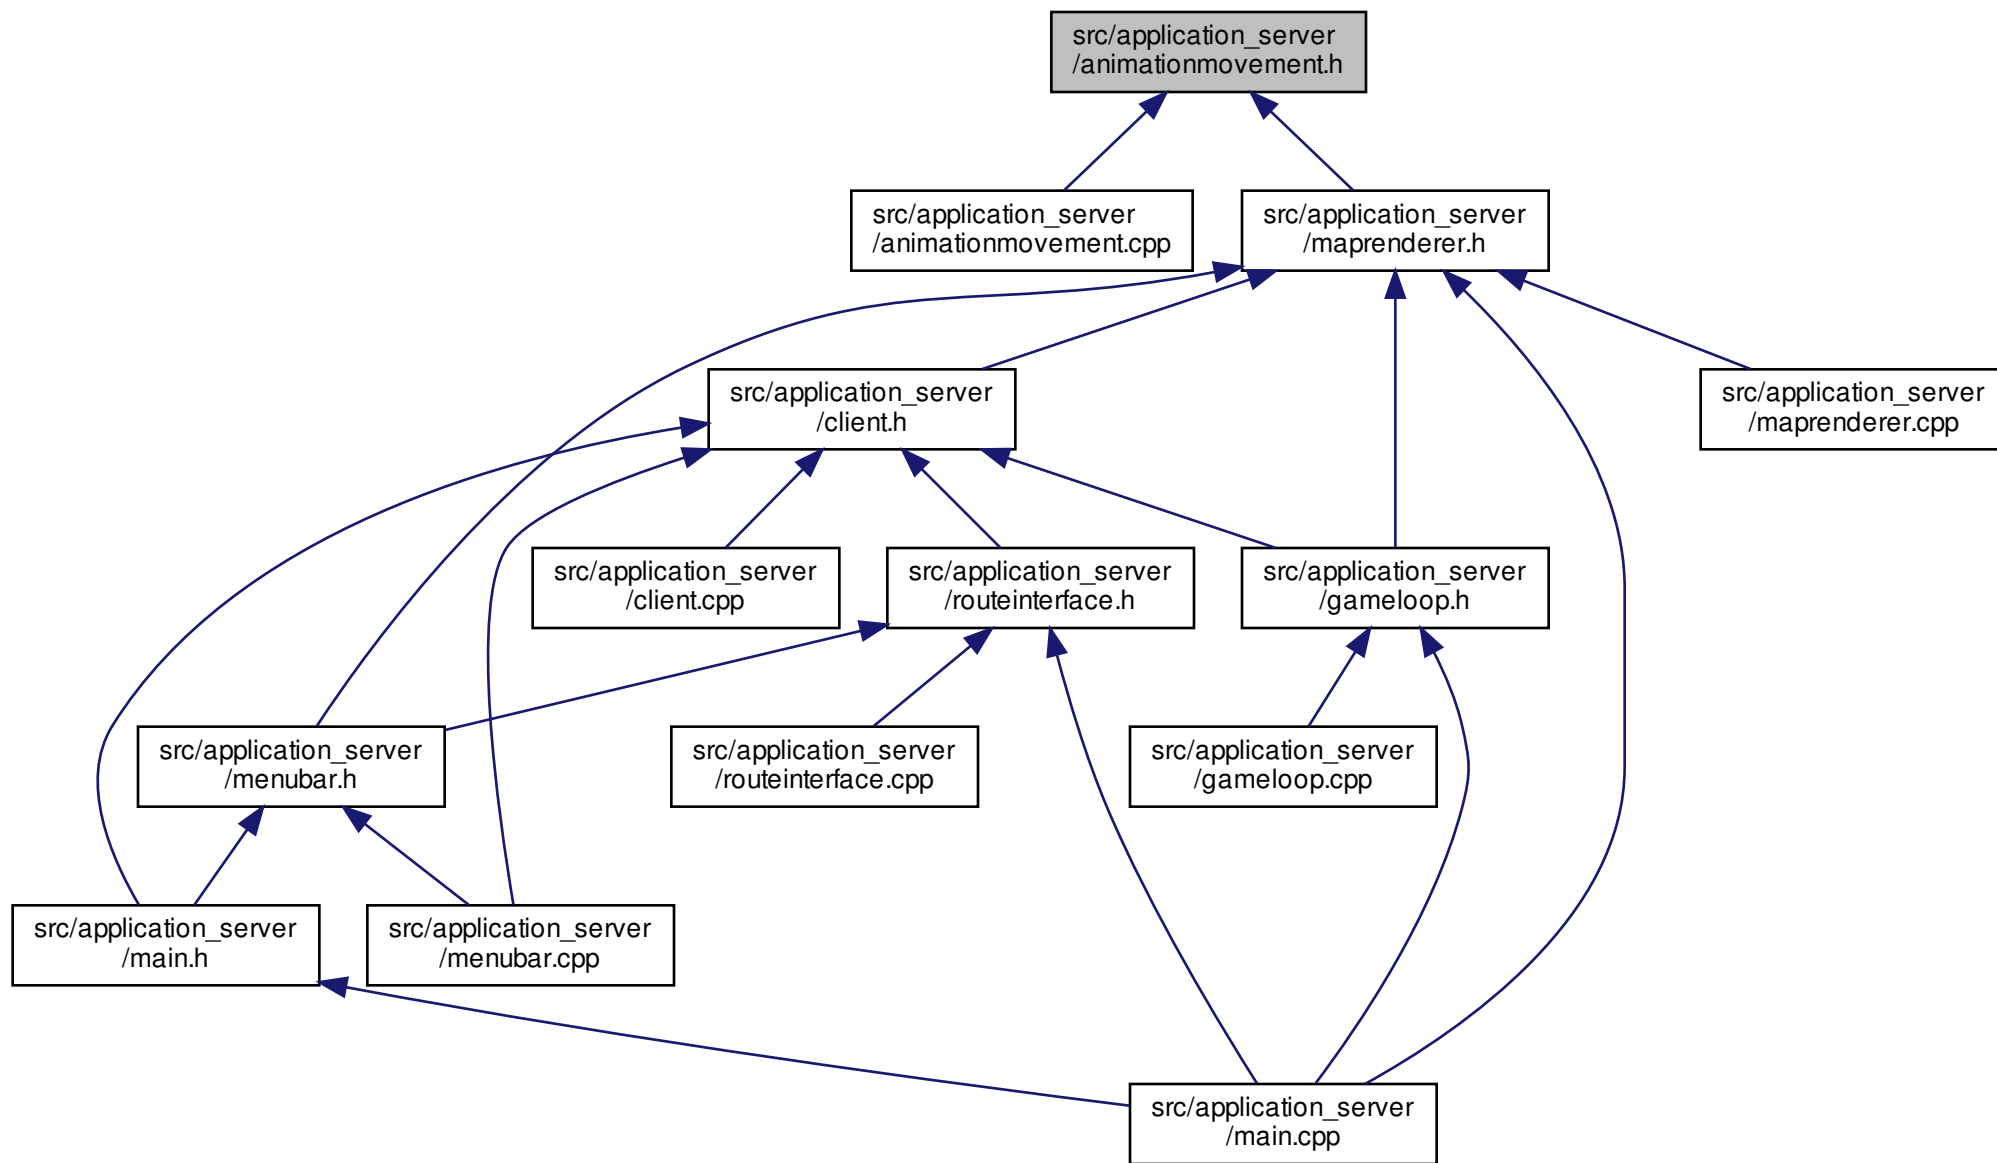 src/application_server
/animationmovement.h
src/application_server
/animationmovement.cpp
src/application_server
/maprenderer.h
src/application_server
/client.h
src/application_server
/maprenderer.cpp
src/application_server
/client.cpp
src/application_server
/routeinterface.h
src/application_server
/gameloop.h
src/application_server
/menubar.h
src/application_server
/routeinterface.cpp
src/application_server
/gameloop.cpp
src/application_server
/main.h
src/application_server
/menubar.cpp
src/application_server
/main.cpp